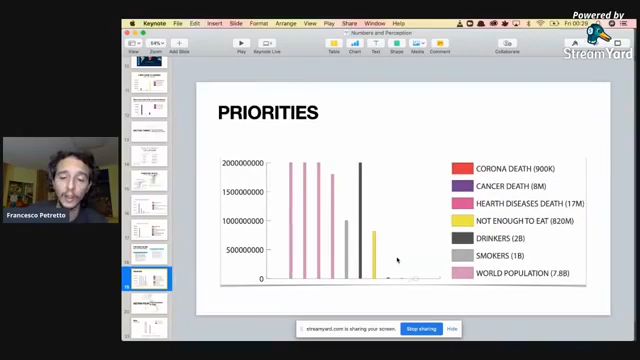 Powered by
StreamYard
Keynote File Edit Insert Slide Format Arrange View Play Share Window Help
Fri 00:29
Numbers and Perception
54%
View Zoom Add Slide
Play Keynote Live
Table Chart Text Shape Media Comment
Collaborate
PRIORITIES
2000000000
1500000000
1000000000
500000000
0
CORONA DEATH (900K)
CANCER DEATH (8M)
HEARTH DISEASES DEATH (17M)
NOT ENOUGH TO EAT (820M)
DRINKERS (2B)
SMOKERS (1B)
WORLD POPULATION (7.8B)
Francesco Petretto
streamyard.com is sharing your screen.
Stop sharing
Hide